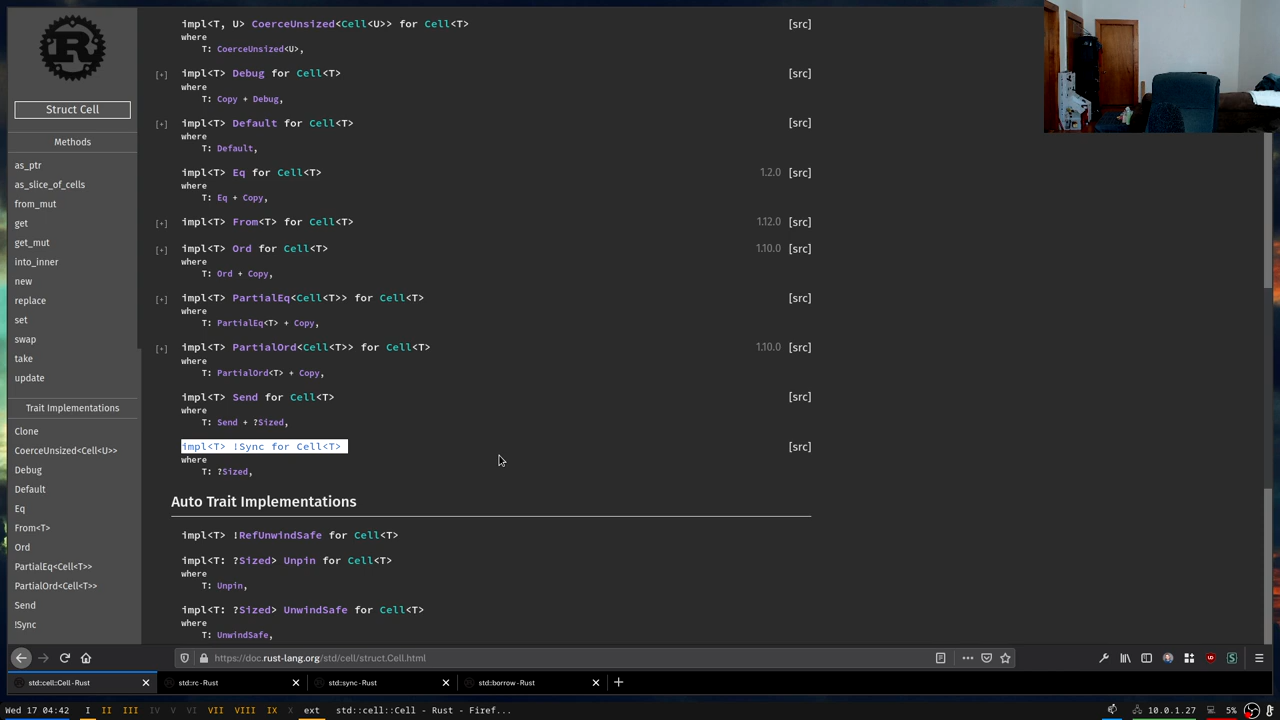 impl<T, U> CoerceUnsized<Cell<U>> for Cell<T> [src]
where
T: CoerceUnsized<U>,
Struct Cell
[+] impl<T> Debug for Cell<T> [src]
where
T: Copy + Debug,
[+] impl<T> Default for Cell<T> [src]
where
T: Default,
impl<T> Eq for Cell<T> 1.2.0 [src]
where
T: Eq + Copy,
[+] impl<T> From<T> for Cell<T> 1.12.0 [src]
[+] impl<T> Ord for Cell<T> 1.10.0 [src]
where
T: Ord + Copy,
[+] impl<T> PartialEq<Cell<T>> for Cell<T> [src]
where
T: PartialEq<T> + Copy,
[+] impl<T> PartialOrd<Cell<T>> for Cell<T> 1.10.0 [src]
where
T: PartialOrd<T> + Copy,
impl<T> Send for Cell<T> [src]
where
T: Send + ?Sized,
impl<T> !Sync for Cell<T> [src]
where
T: ?Sized,
Auto Trait Implementations
impl<T> !RefUnwindSafe for Cell<T>
impl<T: ?Sized> Unpin for Cell<T>
where
T: Unpin,
impl<T: ?Sized> UnwindSafe for Cell<T>
where
T: UnwindSafe,
Methods
as_ptr
as_slice_of_cells
from_mut
get
get_mut
into_inner
new
replace
set
swap
take
update
Trait Implementations
Clone
CoerceUnsized<Cell<U>>
Debug
Default
Eq
From<T>
Ord
PartialEq<Cell<T>>
PartialOrd<Cell<T>>
Send
!Sync
https://doc.rust-lang.org/std/cell/struct.Cell.html
std::cell::Cell - Rust
std::rc - Rust
std::sync - Rust
std::borrow - Rust
Wed 17 04:42 I II III IV V VI VII VIII IX X ext std::cell::Cell - Rust - Firef... 10.0.1.27 5%